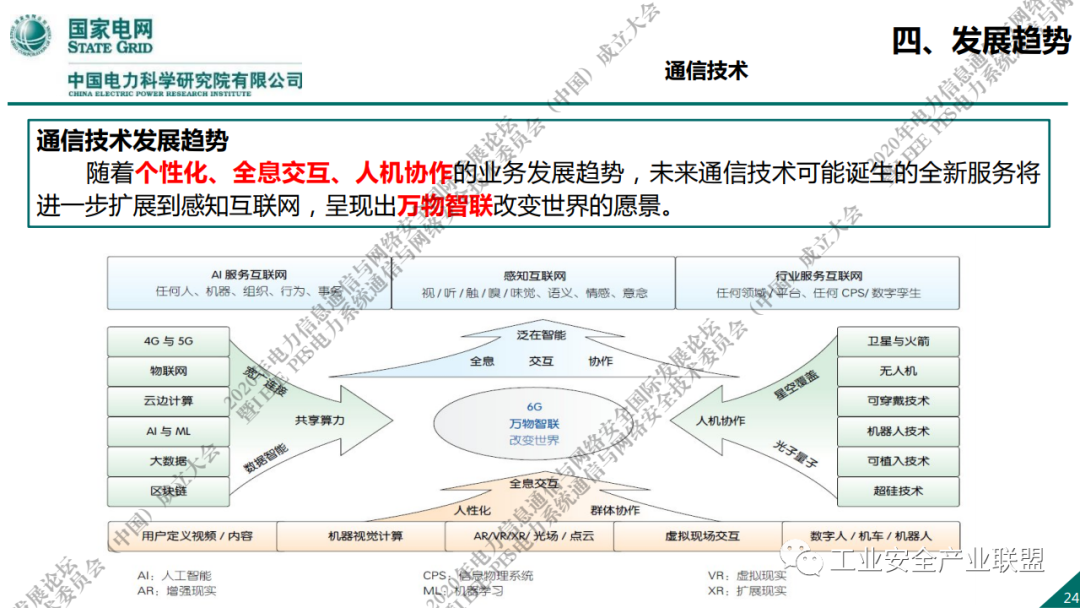 国家电网
STATE GRID
中国电力科学研究院有限公司
CHINA ELECTRIC POWER RESEARCH INSTITUTE
四、发展趋势
通信技术
通信技术发展趋势
随着个性化、全息交互、人机协作的业务发展趋势，未来通信技术可能诞生的全新服务将
进一步扩展到感知互联网，呈现出万物智联改变世界的愿景。
AI 服务互联网
任何人、机器、组织、行为、事务
感知互联网
视 / 听 / 触 / 嗅 / 味觉、语义、情感、意念
行业服务互联网
任何领域 / 平台、任何 CPS/ 数字孪生
4G 与 5G
物联网
云边计算
AI 与 ML
大数据
区块链
宽广连接
共享算力
数据智能
泛在智能
全息 交互 协作
6G
万物智联
改变世界
全息交互
人性化
群体协作
星空覆盖
人机协作
光子量子
卫星与火箭
无人机
可穿戴技术
机器人技术
可植入技术
超硅技术
用户定义视频 / 内容
机器视觉计算
AR/VR/XR/ 光场 / 点云
虚拟现场交互
数字人 / 机车 / 机器人
AI：人工智能
CPS：信息物理系统
VR：虚拟现实
AR：增强现实
ML：机器学习
XR：扩展现实
工业安全产业联盟
24
2020年电力信息通信与网络安全国际发展论坛
暨IEEE PES电力系统通信与网络安全技术委员会（中国）成立大会